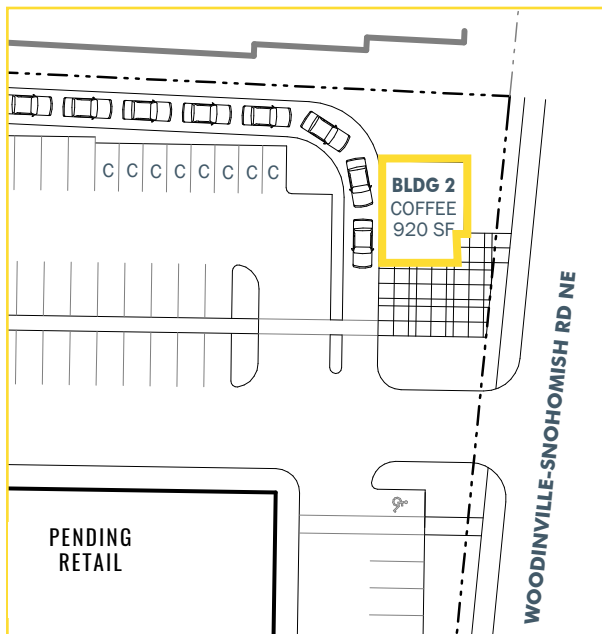 C C C C C C C C
BLDG 2
COFFEE
920 SF
WOODINVILLE-SNOHOMISH RD NE
PENDING
RETAIL